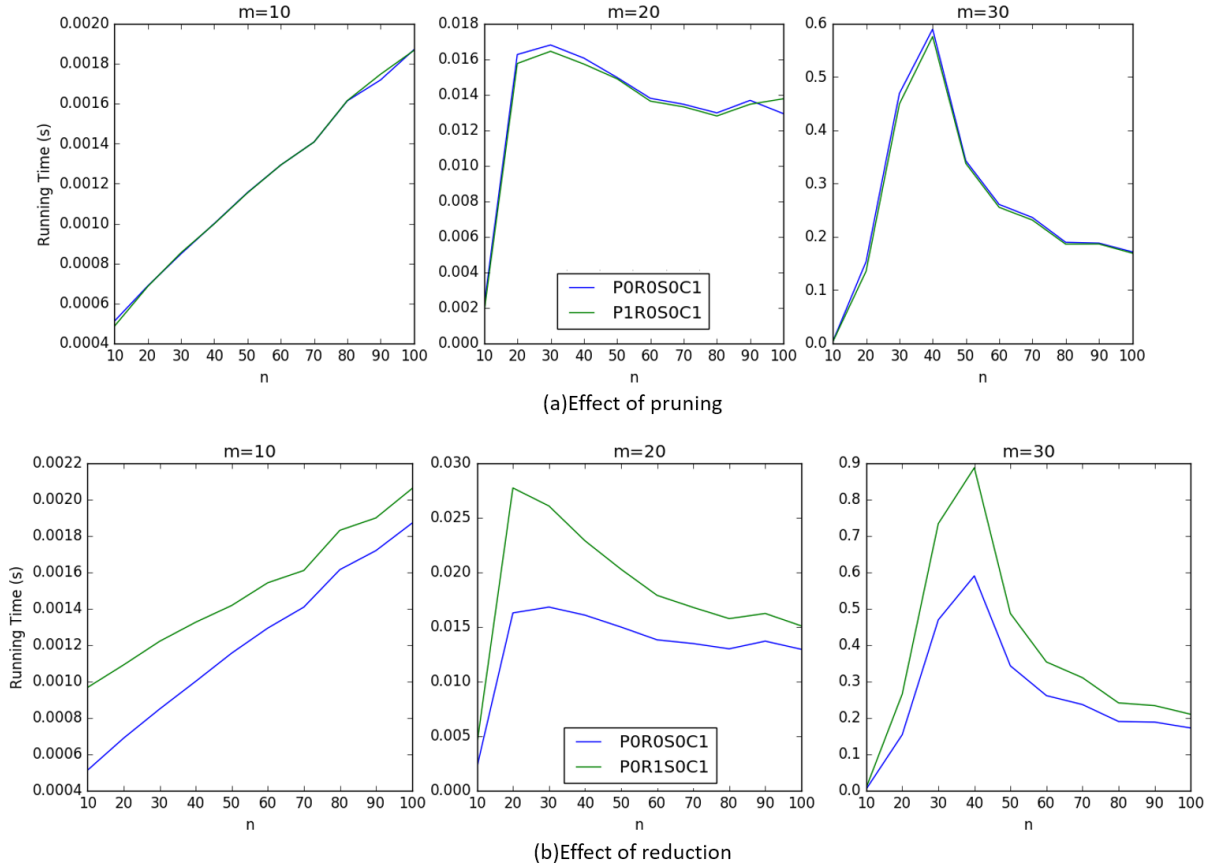 m=10 m=20 m=30
0.0020 0.018 0.6
0.0018 0.016 0.5
0.0016 0.014
0.0014 0.012 0.4
0.0012 0.010 0.3
0.0010 0.008
0.0008 0.006 0.2
0.0006 0.004 0.1
0.0004 0.002 0.0
0.000
Running Time (s)
P0R0S0C1
P1R0S0C1
10 20 30 40 50 60 70 80 90 100
10 20 30 40 50 60 70 80 90 100
10 20 30 40 50 60 70 80 90 100
n n n
(a)Effect of pruning
m=10 m=20 m=30
0.0022 0.030 0.9
0.0020 0.025 0.8
0.0018 0.020 0.7
0.0016 0.015 0.6
0.0014 0.010 0.5
0.0012 0.005 0.4
0.0010 0.000 0.3
0.0008 0.2
0.0006 0.1
0.0004 0.0
Running Time (s)
P0R0S0C1
P0R1S0C1
10 20 30 40 50 60 70 80 90 100
10 20 30 40 50 60 70 80 90 100
10 20 30 40 50 60 70 80 90 100
n n n
(b)Effect of reduction